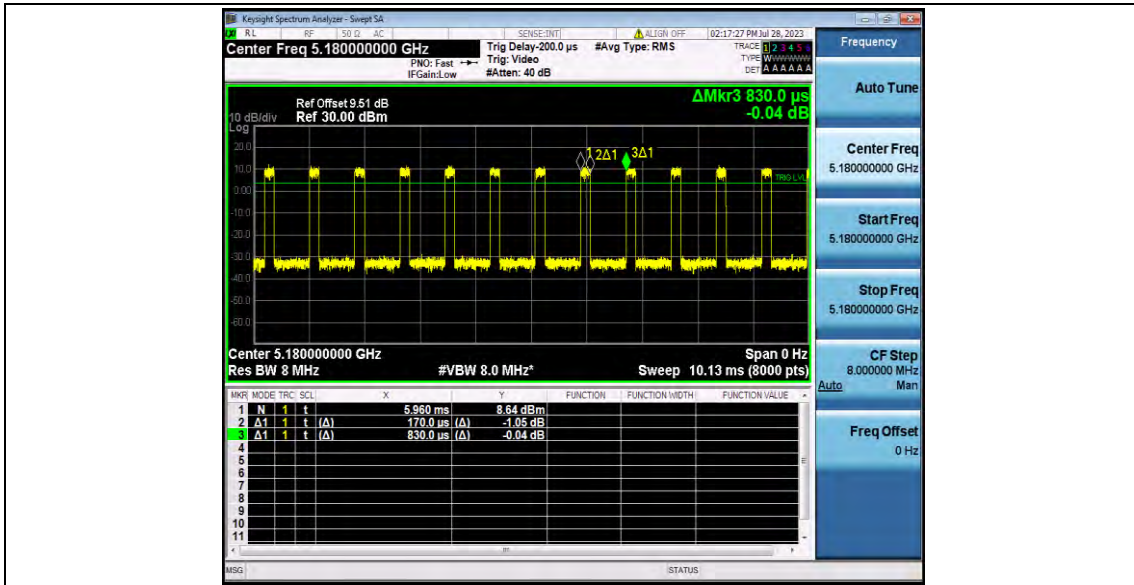 Keysight Spectrum Analyzer - Swept SA
RL RF 50 Ω AC SENSE:INT ALIGN OFF 02:17:27 PM Jul 28, 2023
Center Freq 5.180000000 GHz Trig Delay-200.0 µs #Avg Type: RMS TRACE 1 2 3 4 5 6
PNO: Fast Trig: Video TYPE
IFGain:Low #Atten: 40 dB DET A A A A A A
ΔMkr3 830.0 µs
-0.04 dB
Ref Offset 9.51 dB
10 dB/div Ref 30.00 dBm
Log
20.0
10.0
0.00
-10.0
-20.0
-30.0
-40.0
-50.0
-60.0
1 2Δ1 3Δ1
TRIG LVL
Center 5.180000000 GHz Span 0 Hz
Res BW 8 MHz #VBW 8.0 MHz* Sweep 10.13 ms (8000 pts)
MKR MODE TRC SCL X Y FUNCTION FUNCTION WIDTH FUNCTION VALUE
1 N 1 t 5.960 ms 8.64 dBm
2 Δ1 1 t (Δ) 170.0 µs (Δ) -1.05 dB
3 Δ1 1 t (Δ) 830.0 µs (Δ) -0.04 dB
4
5
6
7
8
9
10
11
MSG STATUS
Frequency
Auto Tune
Center Freq
5.180000000 GHz
Start Freq
5.180000000 GHz
Stop Freq
5.180000000 GHz
CF Step
8.000000 MHz
Auto Man
Freq Offset
0 Hz